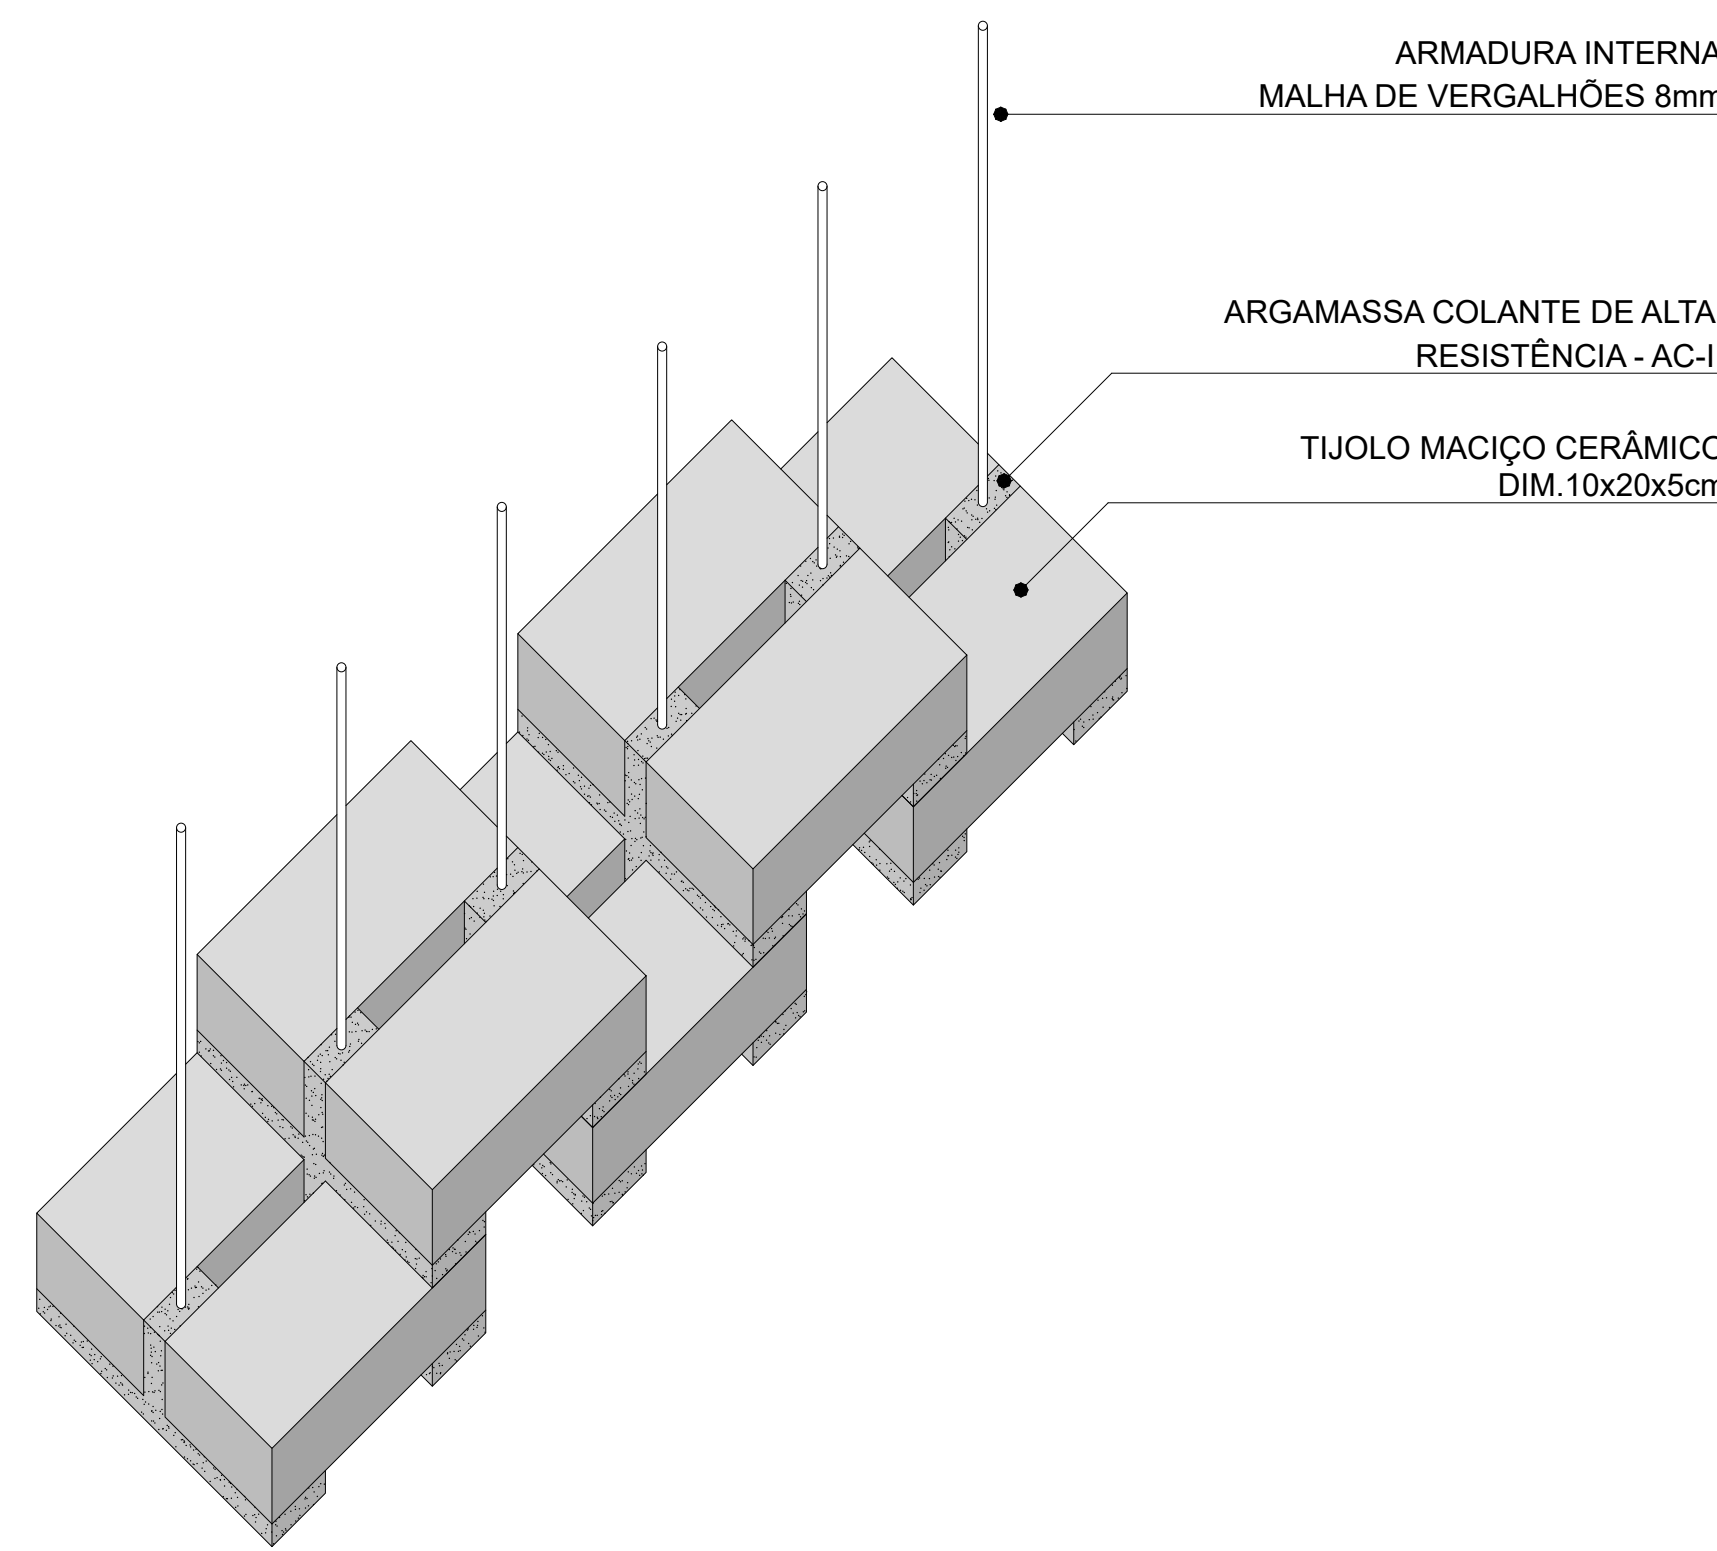 ARMADURA INTERNA
MALHA DE VERGALHÕES 8mm
ARGAMASSA COLANTE DE ALTA
RESISTÊNCIA - AC-I
TIJOLO MACIÇO CERÂMICO
DIM.10x20x5cm